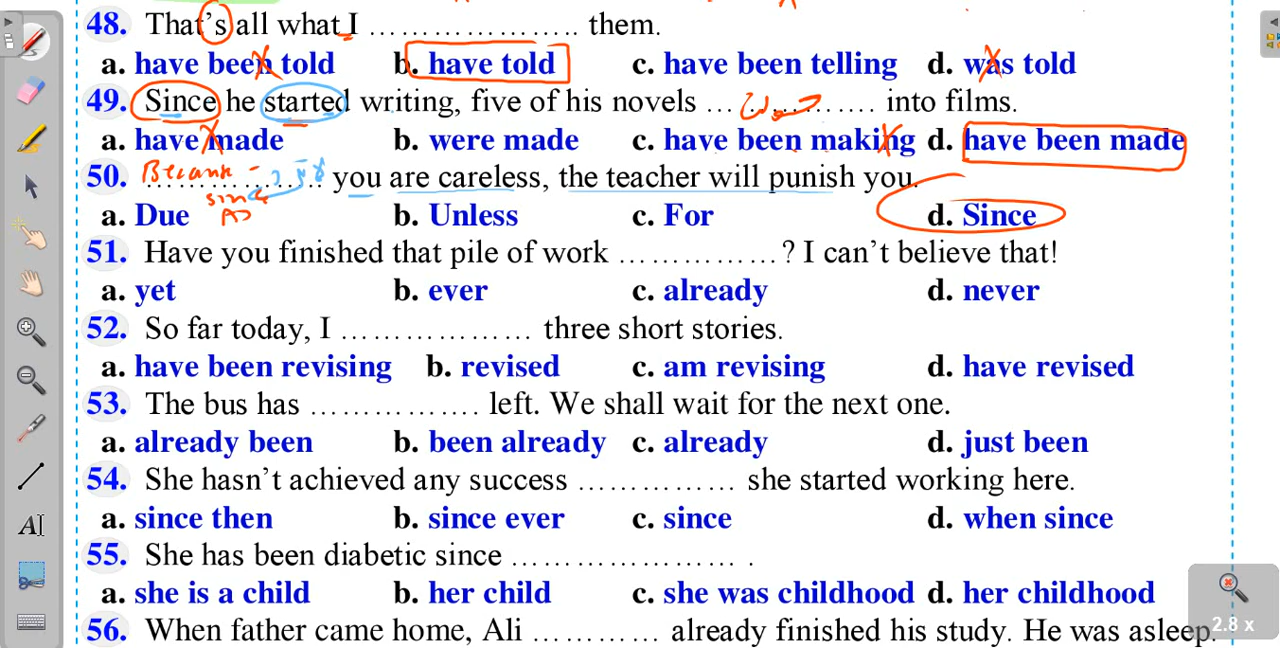 48. That's all what I ………………… them.
a. have been told b. have told c. have been telling d. was told
49. Since he started writing, five of his novels ……………… into films.
a. have made b. were made c. have been making d. have been made
Because
50. ……………… you are careless, the teacher will punish you.
since
As
a. Due b. Unless c. For d. Since
51. Have you finished that pile of work ……………? I can't believe that!
a. yet b. ever c. already d. never
52. So far today, I ……………… three short stories.
a. have been revising b. revised c. am revising d. have revised
53. The bus has ……………. left. We shall wait for the next one.
a. already been b. been already c. already d. just been
54. She hasn't achieved any success …………… she started working here.
a. since then b. since ever c. since d. when since
55. She has been diabetic since ………………… .
a. she is a child b. her child c. she was childhood d. her childhood
56. When father came home, Ali ………… already finished his study. He was asleep.
2.8 x